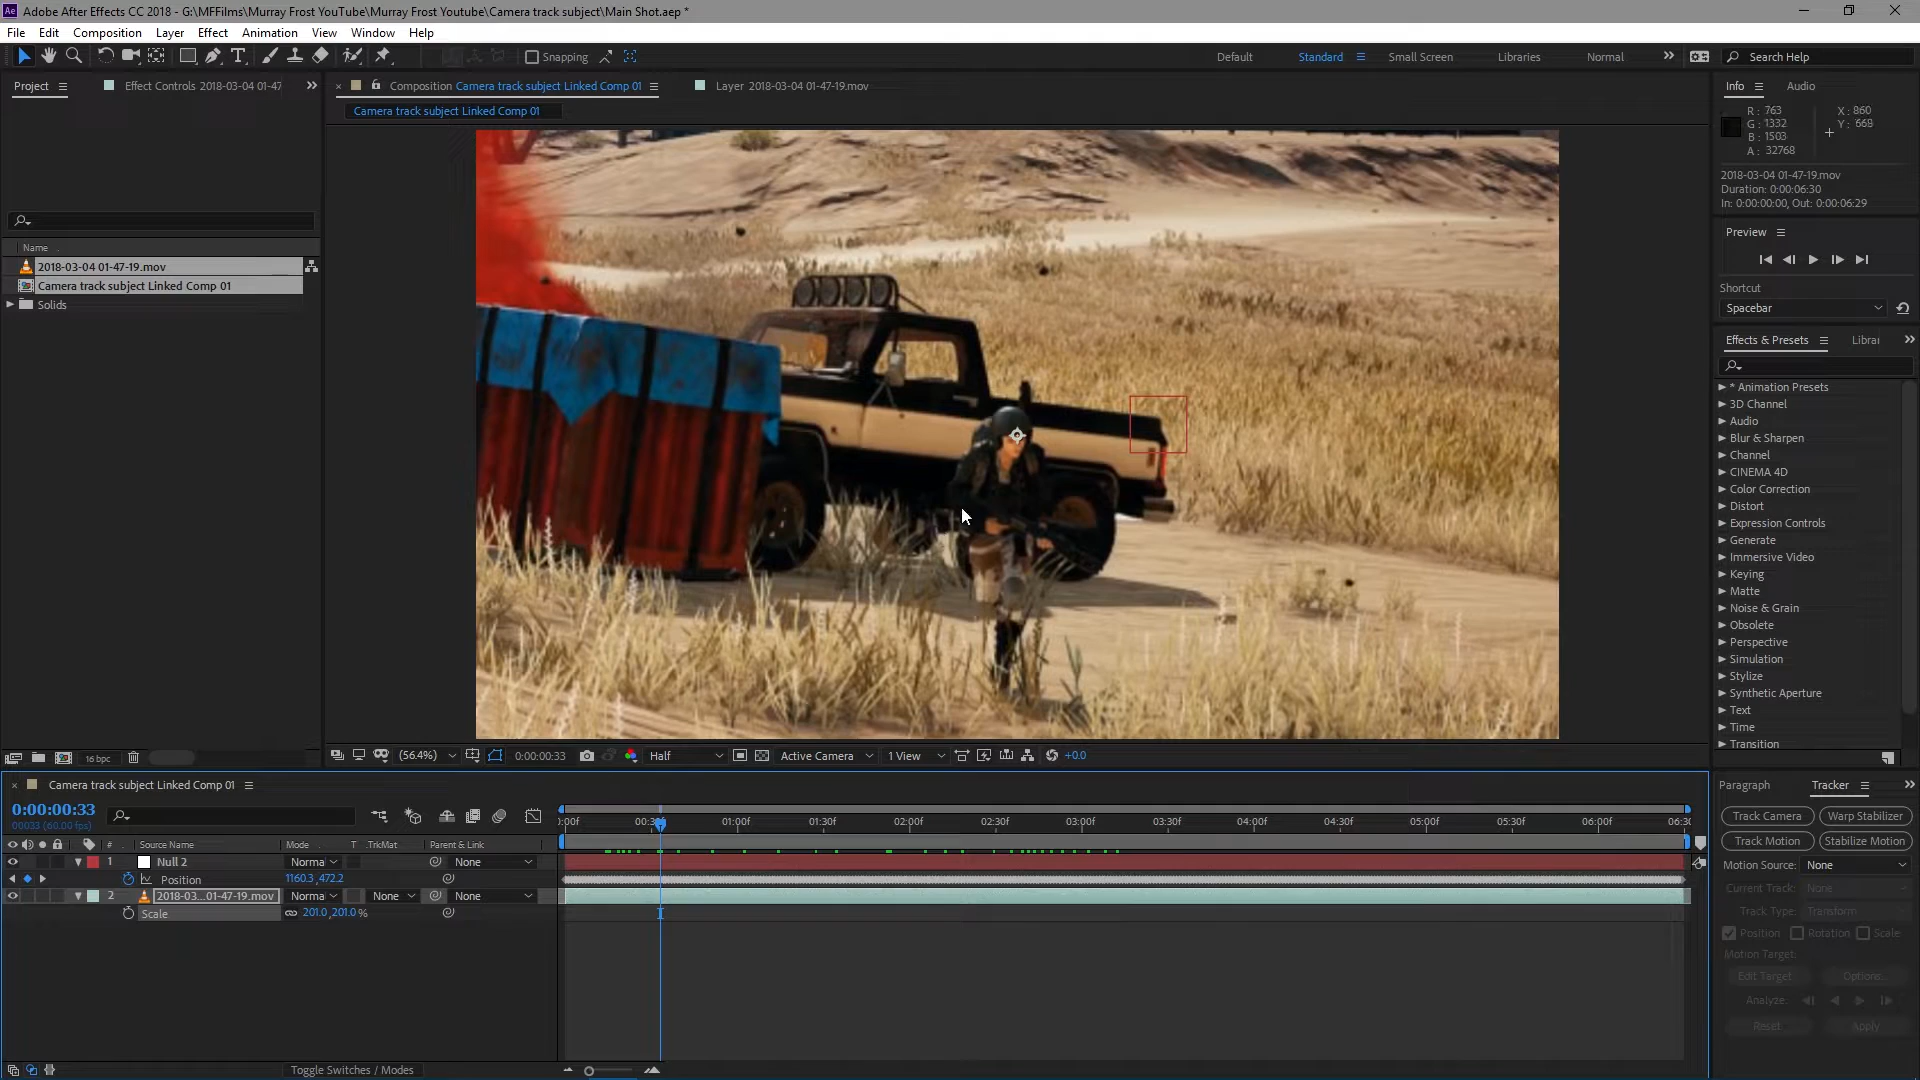 Adobe After Effects CC 2018 - G:\MFFilms\Murray Frost YouTube\Murray Frost Youtube\Camera track subject\Main Shot.aep *
File Edit Composition Layer Effect Animation View Window Help
Snapping
Default Standard Small Screen Libraries Normal Search Help
Project Effect Controls 2018-03-04 01-47
Composition Camera track subject Linked Comp 01 Layer 2018-03-04 01-47-19.mov
Camera track subject Linked Comp 01
Name
2018-03-04 01-47-19.mov
Camera track subject Linked Comp 01
Solids
16 bpc
(56.4%) 0:00:00:33 Half Active Camera 1 View +0.0
Info Audio
R : 763 X : 860
G : 1332 Y : 668
B : 1503
A : 32768
2018-03-04 01-47-19.mov
Duration: 0:00:06:30
In: 0:00:00:00, Out: 0:00:06:29
Preview
Shortcut
Spacebar
Effects & Presets Librar
* Animation Presets
3D Channel
Audio
Blur & Sharpen
Channel
CINEMA 4D
Color Correction
Distort
Expression Controls
Generate
Immersive Video
Keying
Matte
Noise & Grain
Obsolete
Perspective
Simulation
Stylize
Synthetic Aperture
Text
Time
Transition
Camera track subject Linked Comp 01
0:00:00:33
00033 (60.00 fps)
:00f 00:30f 01:00f 01:30f 02:00f 02:30f 03:00f 03:30f 04:00f 04:30f 05:00f 05:30f 06:00f 06:30
# Source Name Mode T .TrkMat Parent & Link
1 Null 2 Norma None
Position 1160.3,472.2
2 2018-03...01-47-19.mov Norma None None
Scale 201.0,201.0%
Toggle Switches / Modes
Paragraph Tracker
Track Camera Warp Stabilizer
Track Motion Stabilize Motion
Motion Source: None
Current Track: None
Track Type: Transform
Position Rotation Scale
Motion Target:
Edit Target... Options...
Analyze:
Reset Apply